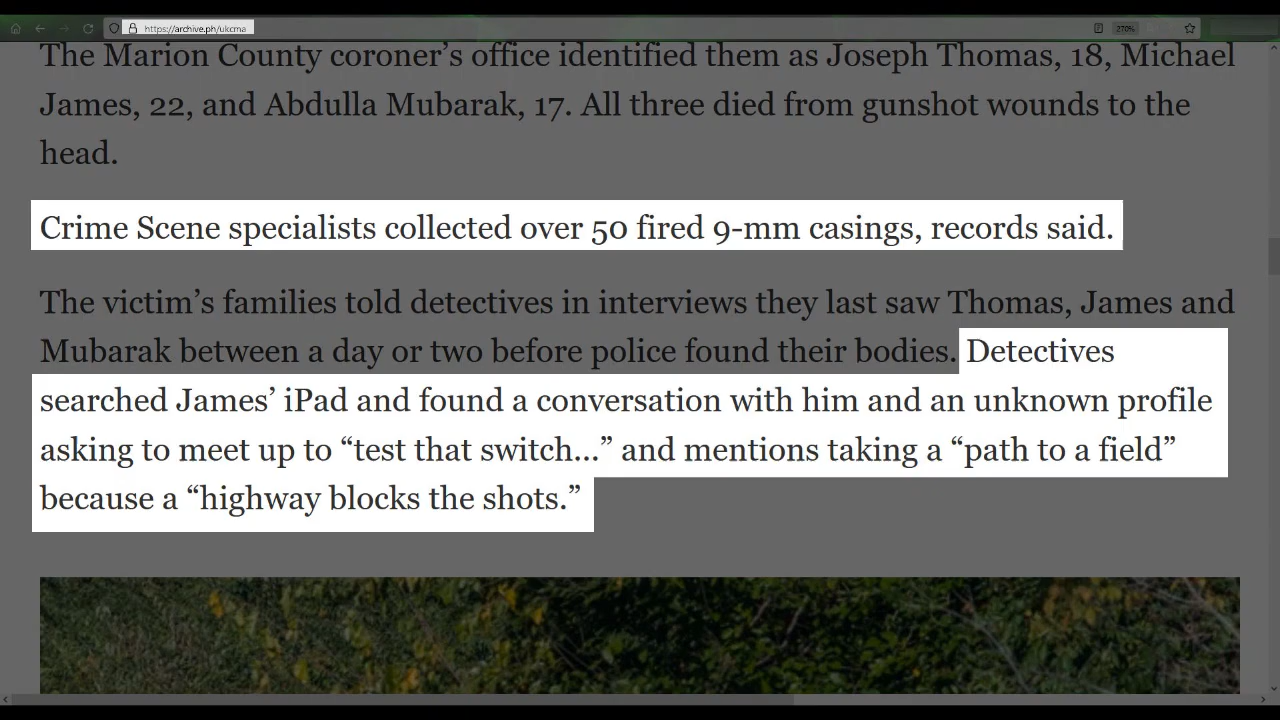 https://archive.ph/ukcma
270%
The Marion County coroner’s office identified them as Joseph Thomas, 18, Michael
James, 22, and Abdulla Mubarak, 17. All three died from gunshot wounds to the
head.
Crime Scene specialists collected over 50 fired 9-mm casings, records said.
The victim’s families told detectives in interviews they last saw Thomas, James and
Mubarak between a day or two before police found their bodies. Detectives
searched James’ iPad and found a conversation with him and an unknown profile
asking to meet up to “test that switch…” and mentions taking a “path to a field”
because a “highway blocks the shots.”